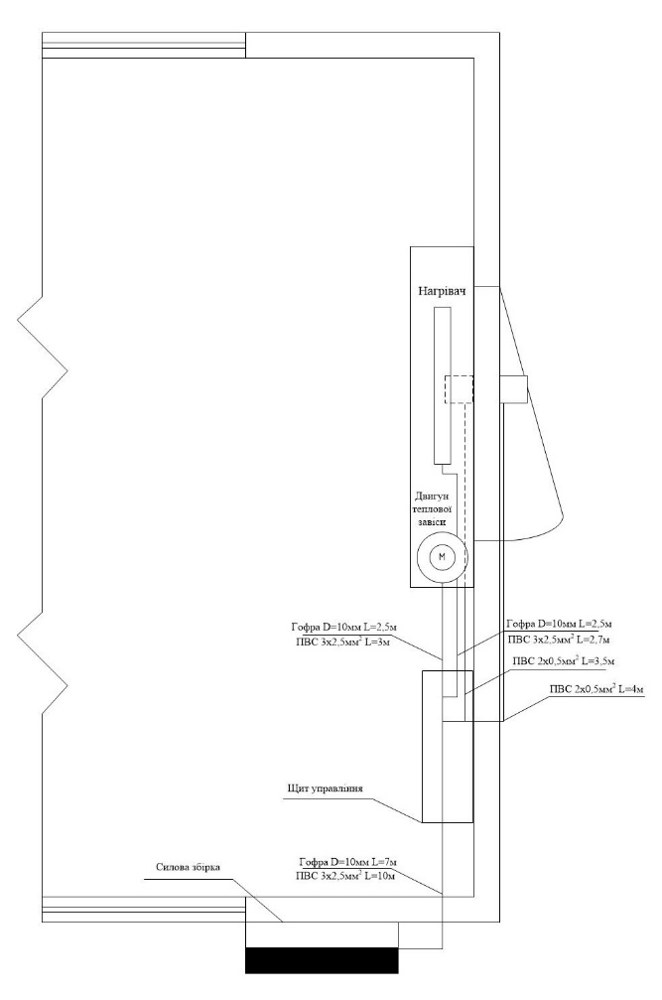 Нагрівач
Двигун
теплової
завіси
М
Гофра D=10мм L=2,5м
ПВС 3х2,5мм² L=3м
Гофра D=10мм L=2,5м
ПВС 3х2,5мм² L=2,7м
ПВС 2х0,5мм² L=3,5м
ПВС 2х0,5мм² L=4м
Щит управління
Гофра D=10мм L=7м
ПВС 3х2,5мм² L=10м
Силова збірка